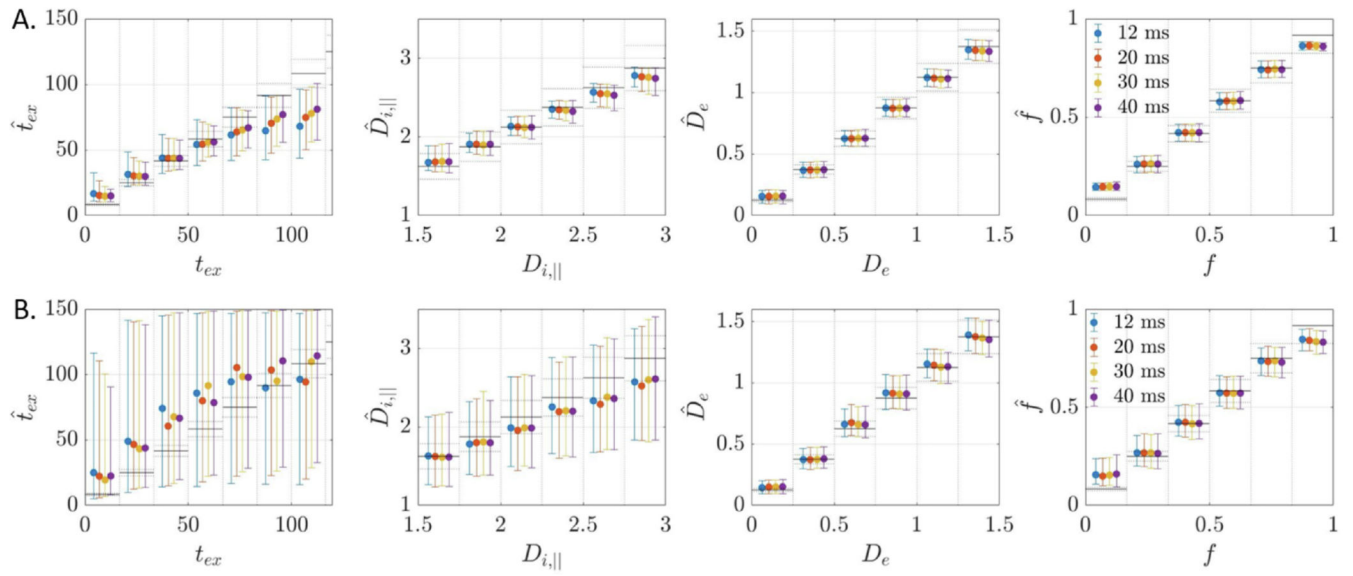 A.
150
100
50
0
t̂ex
0 50 100
tex
3
2
1
D̂i,||
1.5 2 2.5 3
Di,||
1.5
1
0.5
0
D̂e
0 0.5 1 1.5
De
1
0.5
0
f̂
12 ms
20 ms
30 ms
40 ms
0 0.5 1
f
B.
150
100
50
0
t̂ex
0 50 100
tex
3
2
1
D̂i,||
1.5 2 2.5 3
Di,||
1.5
1
0.5
0
D̂e
0 0.5 1 1.5
De
1
0.5
0
f̂
12 ms
20 ms
30 ms
40 ms
0 0.5 1
f